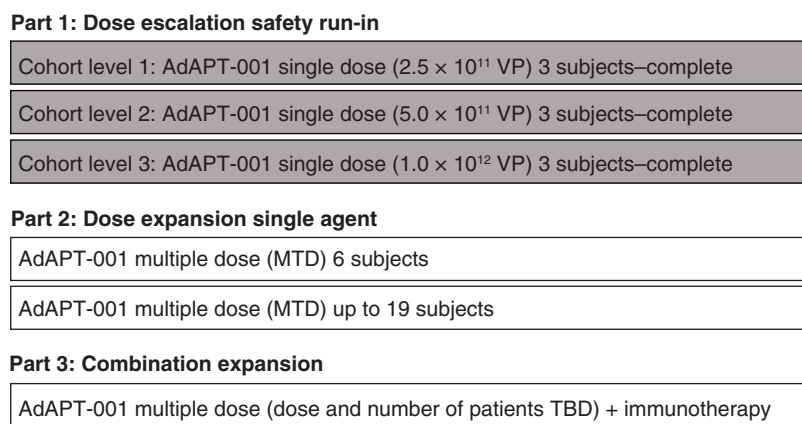 Part 1: Dose escalation safety run-in
Cohort level 1: AdAPT-001 single dose (2.5 × 10¹¹ VP) 3 subjects–complete
Cohort level 2: AdAPT-001 single dose (5.0 × 10¹¹ VP) 3 subjects–complete
Cohort level 3: AdAPT-001 single dose (1.0 × 10¹² VP) 3 subjects–complete
Part 2: Dose expansion single agent
AdAPT-001 multiple dose (MTD) 6 subjects
AdAPT-001 multiple dose (MTD) up to 19 subjects
Part 3: Combination expansion
AdAPT-001 multiple dose (dose and number of patients TBD) + immunotherapy